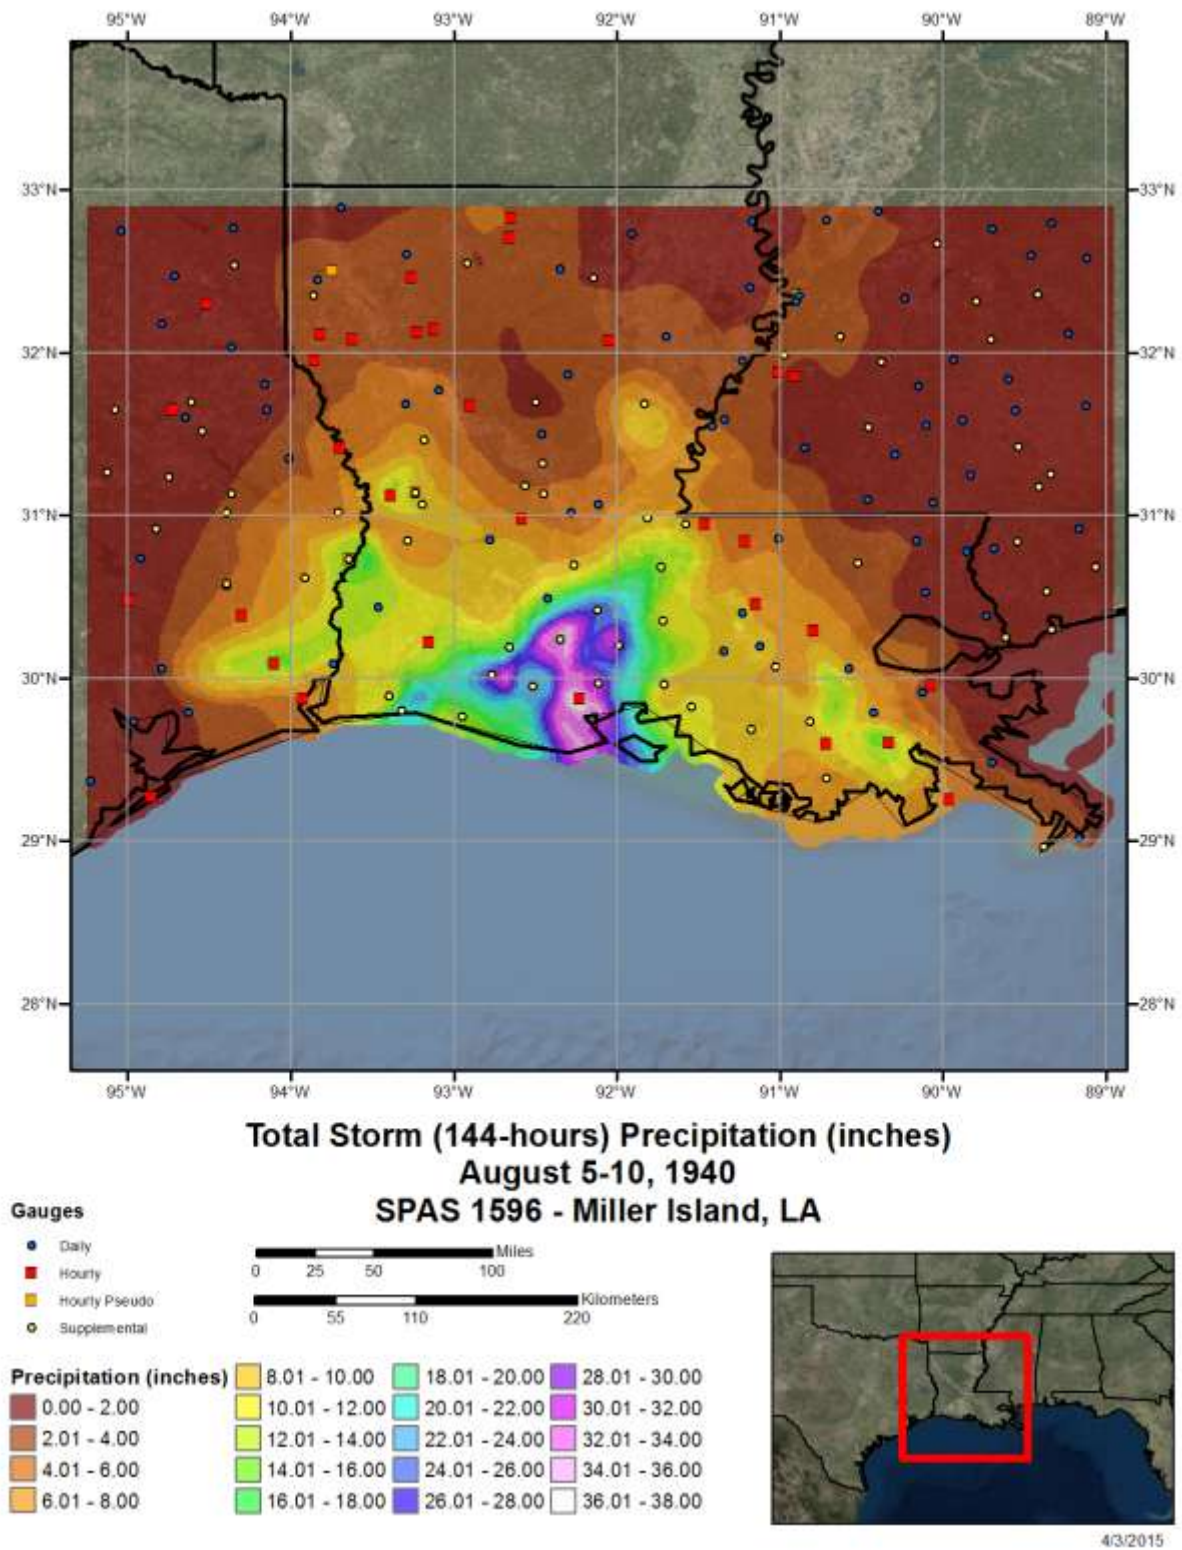 95°W 94°W 93°W 92°W 91°W 90°W 89°W
33°N 33°N
32°N 32°N
31°N 31°N
30°N 30°N
29°N 29°N
28°N 28°N
95°W 94°W 93°W 92°W 91°W 90°W 89°W
Total Storm (144-hours) Precipitation (inches)
August 5-10, 1940
SPAS 1596 - Miller Island, LA
Gauges
Daily
Hourly
Hourly Pseudo
Supplemental
Miles
0 25 50 100
Kilometers
0 55 110 220
Precipitation (inches)
0.00 - 2.00
2.01 - 4.00
4.01 - 6.00
6.01 - 8.00
8.01 - 10.00
10.01 - 12.00
12.01 - 14.00
14.01 - 16.00
16.01 - 18.00
18.01 - 20.00
20.01 - 22.00
22.01 - 24.00
24.01 - 26.00
26.01 - 28.00
28.01 - 30.00
30.01 - 32.00
32.01 - 34.00
34.01 - 36.00
36.01 - 38.00
4/3/2015